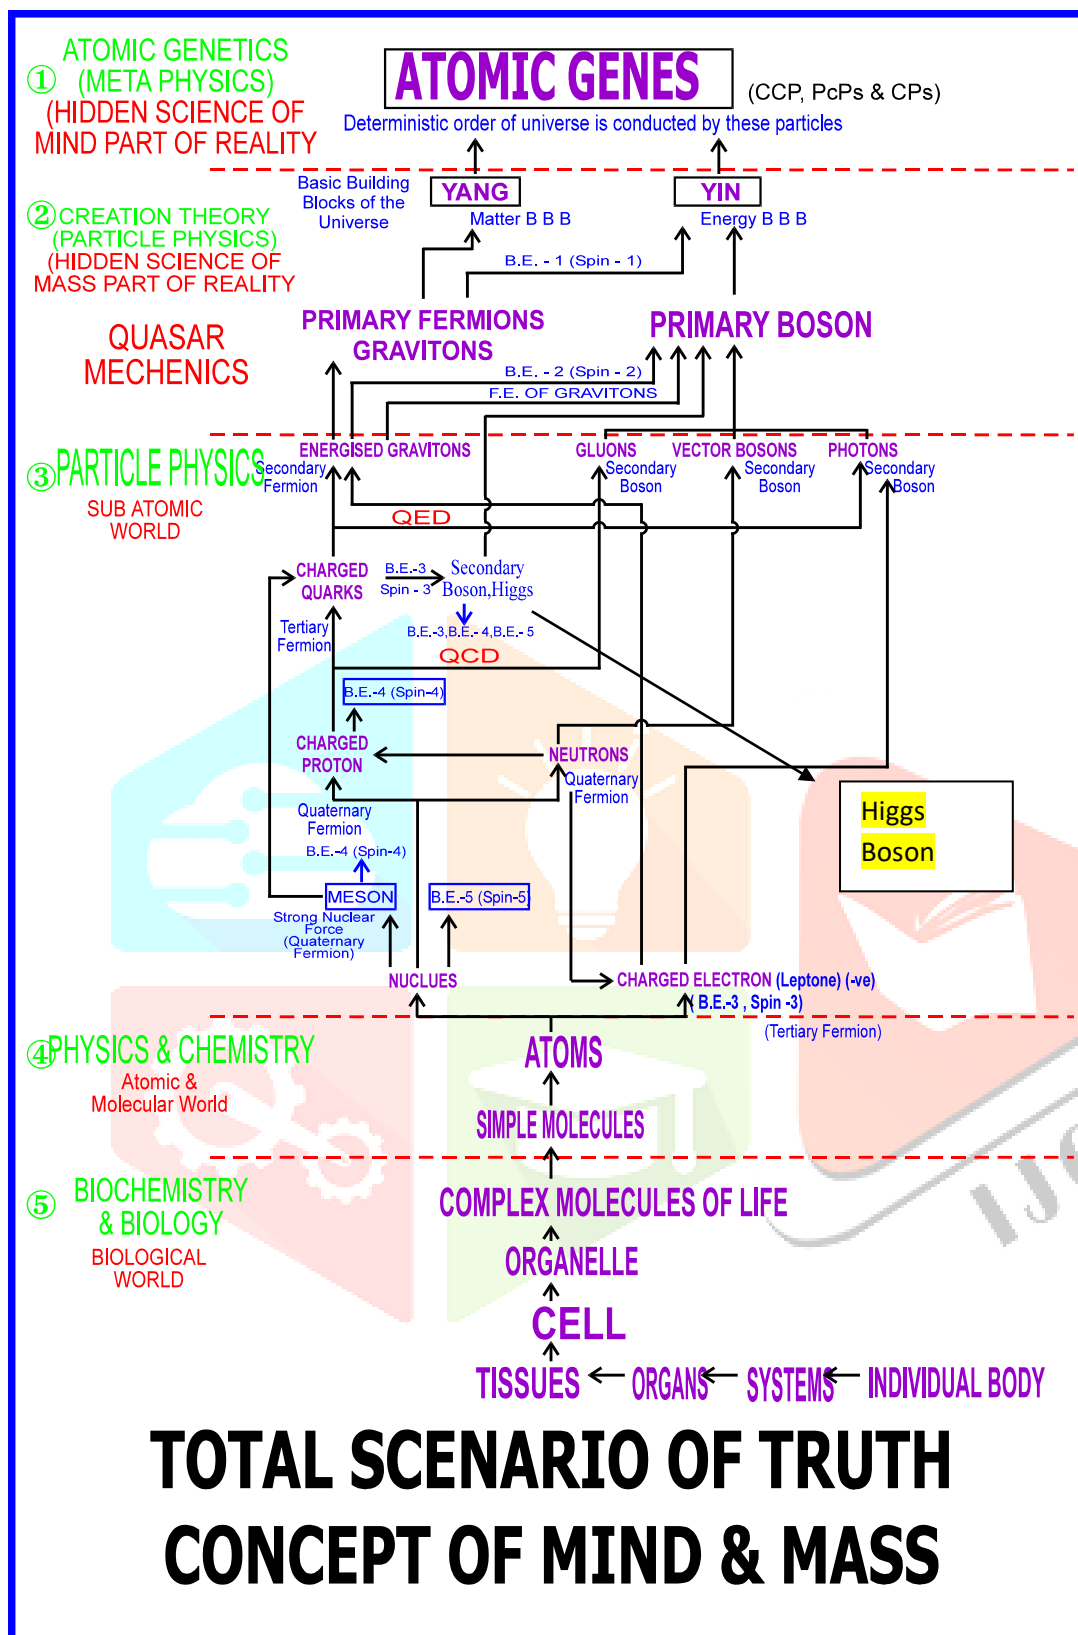 ①
ATOMIC GENETICS
(META PHYSICS)
(HIDDEN SCIENCE OF
MIND PART OF REALITY
ATOMIC GENES
(CCP, PcPs & CPs)
Deterministic order of universe is conducted by these particles
②
CREATION THEORY
(PARTICLE PHYSICS)
(HIDDEN SCIENCE OF
MASS PART OF REALITY
Basic Building
Blocks of the
Universe
YANG
Matter B B B
YIN
Energy B B B
B.E. - 1 (Spin - 1)
QUASAR
MECHENICS
PRIMARY FERMIONS
GRAVITONS
PRIMARY BOSON
B.E. - 2 (Spin - 2)
F.E. OF GRAVITONS
③
PARTICLE PHYSICS
SUB ATOMIC
WORLD
ENERGISED GRAVITONS
Secondary
Fermion
GLUONS
Secondary
Boson
VECTOR BOSONS
Secondary
Boson
PHOTONS
Secondary
Boson
QED
CHARGED
QUARKS
B.E.-3
Spin - 3
Secondary
Boson,Higgs
Tertiary
Fermion
B.E.-3,B.E.- 4,B.E.- 5
QCD
B.E.-4 (Spin-4)
CHARGED
PROTON
NEUTRONS
Quaternary
Fermion
Quaternary
Fermion
Higgs
Boson
B.E.-4 (Spin-4)
MESON
B.E.-5 (Spin-5)
Strong Nuclear
Force
(Quaternary
Fermion)
NUCLUES
CHARGED ELECTRON (Leptone) (-ve)
( B.E.-3 , Spin -3)
(Tertiary Fermion)
④
PHYSICS & CHEMISTRY
Atomic &
Molecular World
ATOMS
SIMPLE MOLECULES
⑤
BIOCHEMISTRY
& BIOLOGY
BIOLOGICAL
WORLD
COMPLEX MOLECULES OF LIFE
ORGANELLE
CELL
TISSUES
ORGANS
SYSTEMS
INDIVIDUAL BODY
TOTAL SCENARIO OF TRUTH
CONCEPT OF MIND & MASS